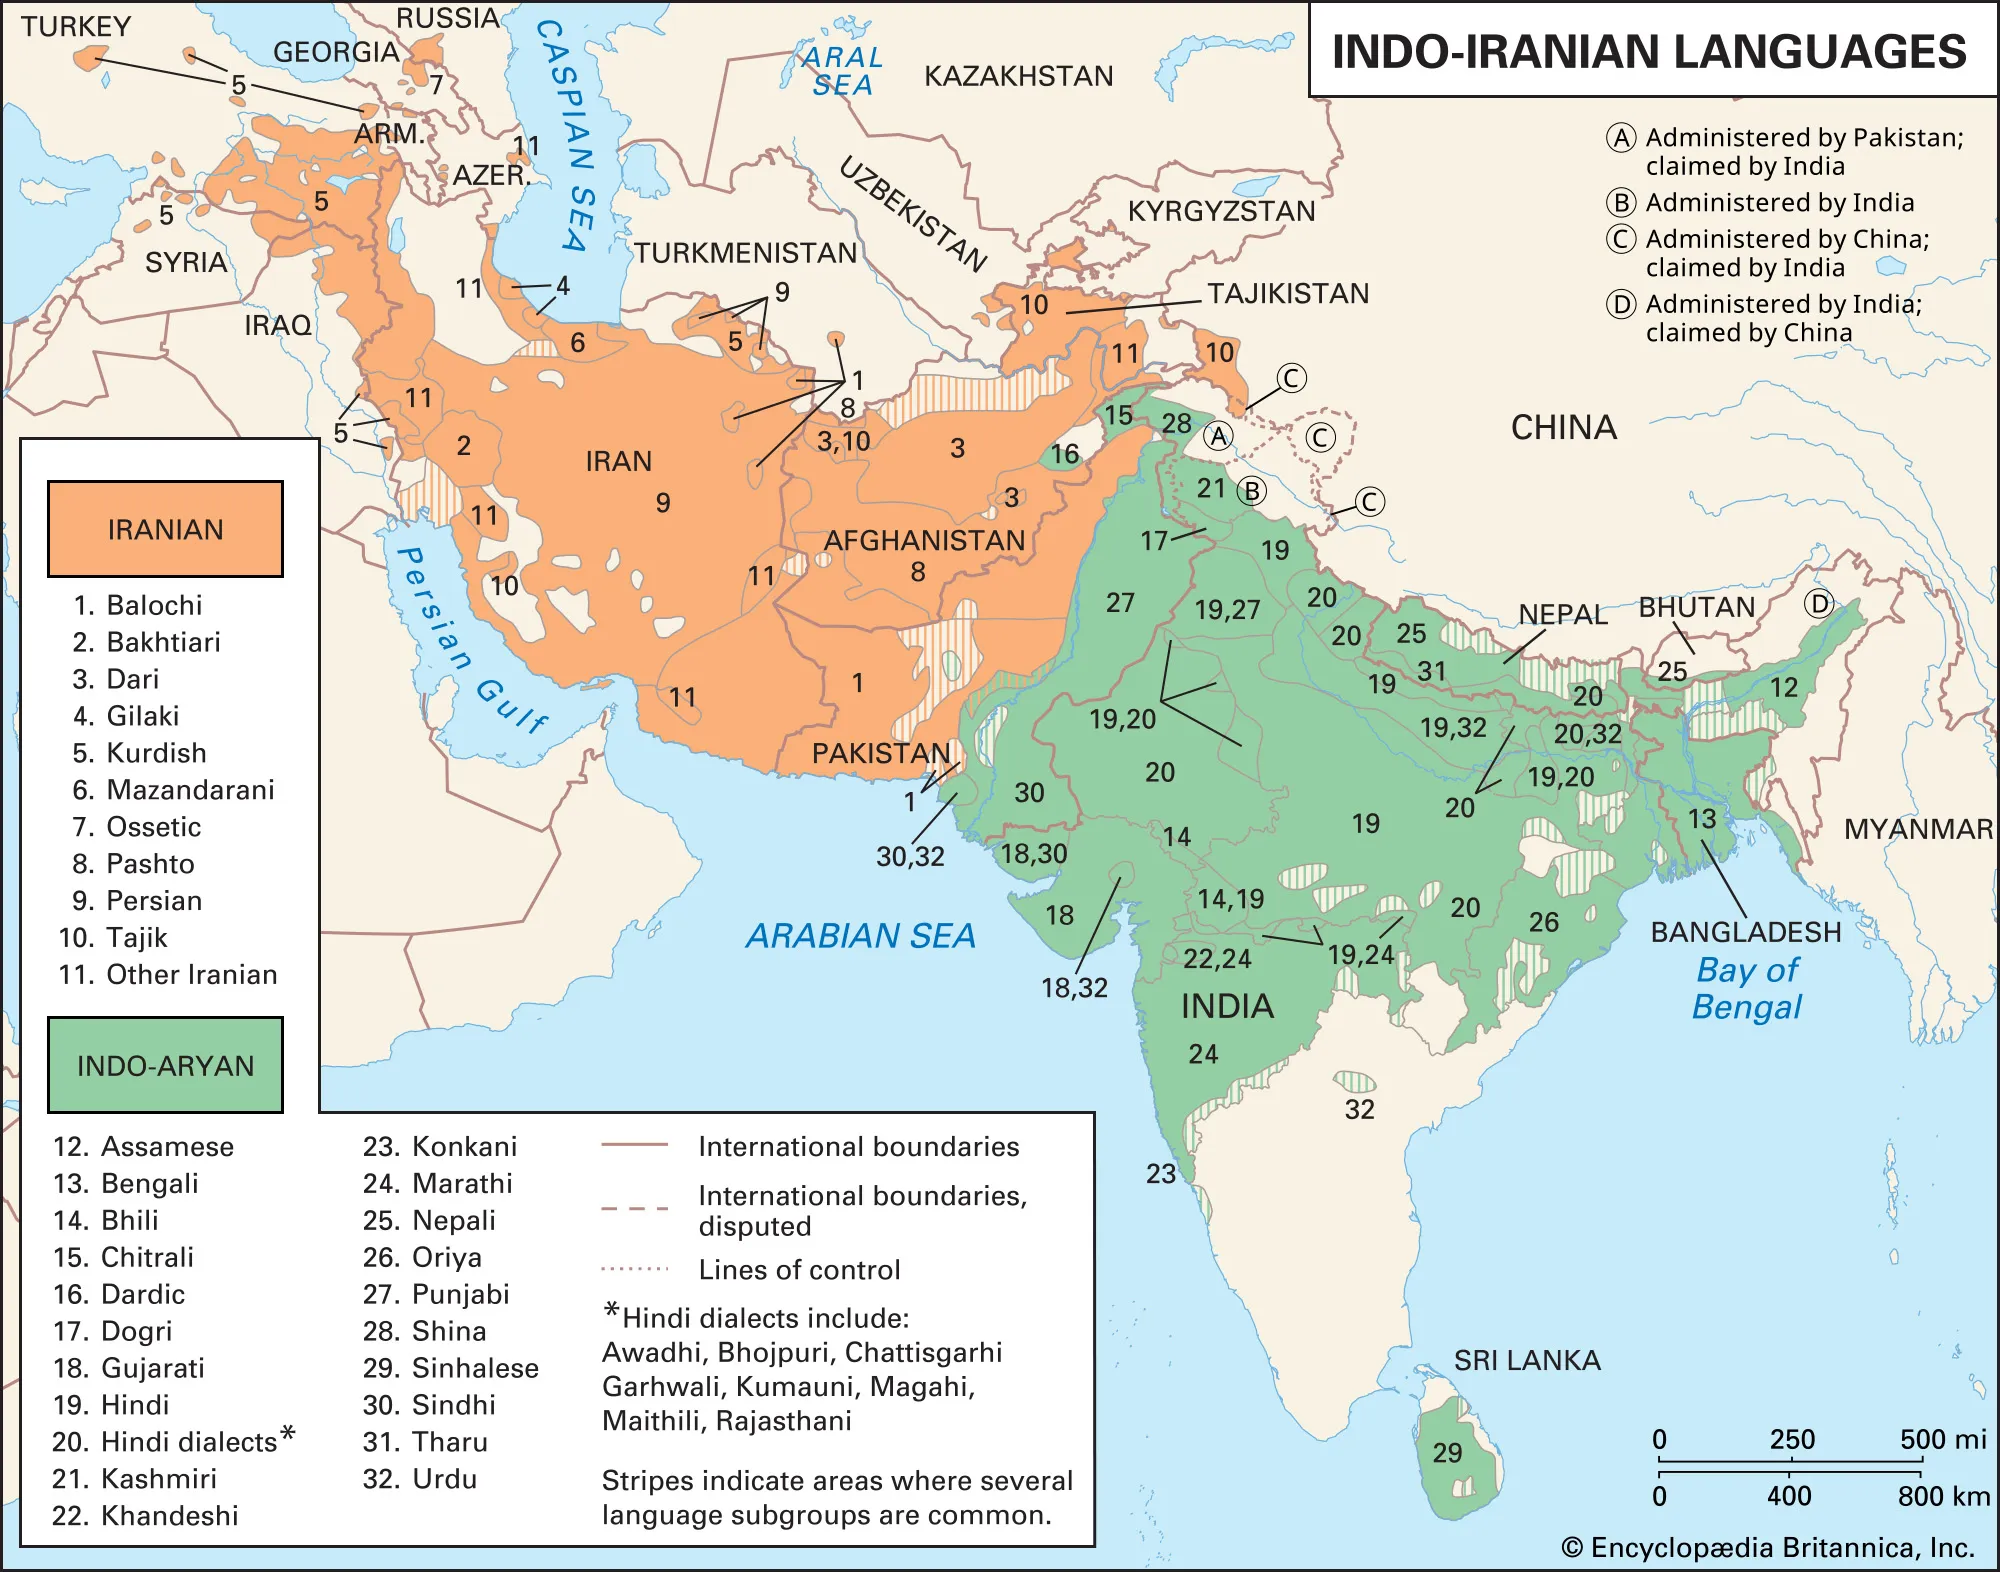 INDO-IRANIAN LANGUAGES
Ⓐ Administered by Pakistan;
claimed by India
Ⓑ Administered by India
Ⓒ Administered by China;
claimed by India
Ⓓ Administered by India;
claimed by China
TURKEY
RUSSIA
GEORGIA
5
7
CASPIAN SEA
ARAL
SEA
KAZAKHSTAN
ARM.
11
AZER.
5
5
UZBEKISTAN
KYRGYZSTAN
SYRIA
TURKMENISTAN
11
4
9
10
TAJIKISTAN
IRAQ
6
5
11
10
Ⓒ
1
11
8
15
28
Ⓐ
Ⓒ
CHINA
5
2
IRAN
3,10
3
16
9
3
21
Ⓑ
Ⓒ
11
AFGHANISTAN
17
19
Persian Gulf
10
11
8
27
19,27
20
NEPAL
BHUTAN
Ⓓ
20
25
11
1
19
31
25
20
12
19,20
19,32
20,32
PAKISTAN
20
19,20
1
30
20
19
13
MYANMAR
30,32
18,30
14
ARABIAN SEA
18
14,19
20
26
BANGLADESH
18,32
22,24
19,24
Bay of
Bengal
INDIA
24
32
23
SRI LANKA
29
IRANIAN
1. Balochi
2. Bakhtiari
3. Dari
4. Gilaki
5. Kurdish
6. Mazandarani
7. Ossetic
8. Pashto
9. Persian
10. Tajik
11. Other Iranian
INDO-ARYAN
12. Assamese
13. Bengali
14. Bhili
15. Chitrali
16. Dardic
17. Dogri
18. Gujarati
19. Hindi
20. Hindi dialects*
21. Kashmiri
22. Khandeshi
23. Konkani
24. Marathi
25. Nepali
26. Oriya
27. Punjabi
28. Shina
29. Sinhalese
30. Sindhi
31. Tharu
32. Urdu
International boundaries
International boundaries,
disputed
Lines of control
*Hindi dialects include:
Awadhi, Bhojpuri, Chattisgarhi
Garhwali, Kumauni, Magahi,
Maithili, Rajasthani
Stripes indicate areas where several
language subgroups are common.
0 250 500 mi
0 400 800 km
© Encyclopædia Britannica, Inc.